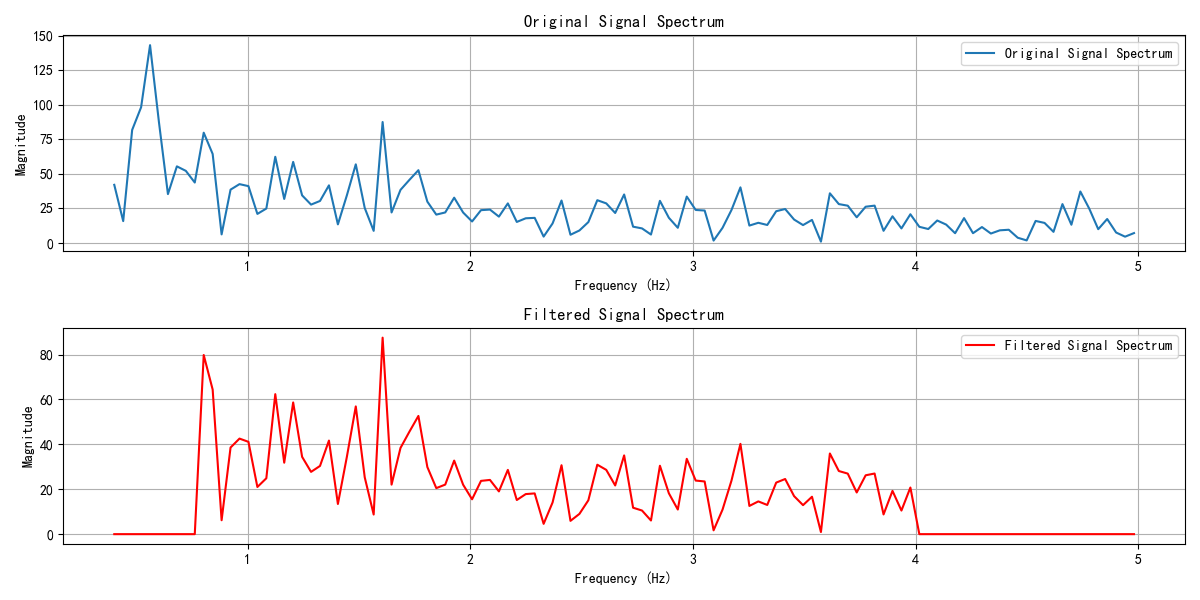 Original Signal Spectrum
150
125
100
75
50
25
0
Magnitude
Original Signal Spectrum
1 2 3 4 5
Frequency (Hz)
Filtered Signal Spectrum
80
60
40
20
0
Magnitude
Filtered Signal Spectrum
1 2 3 4 5
Frequency (Hz)